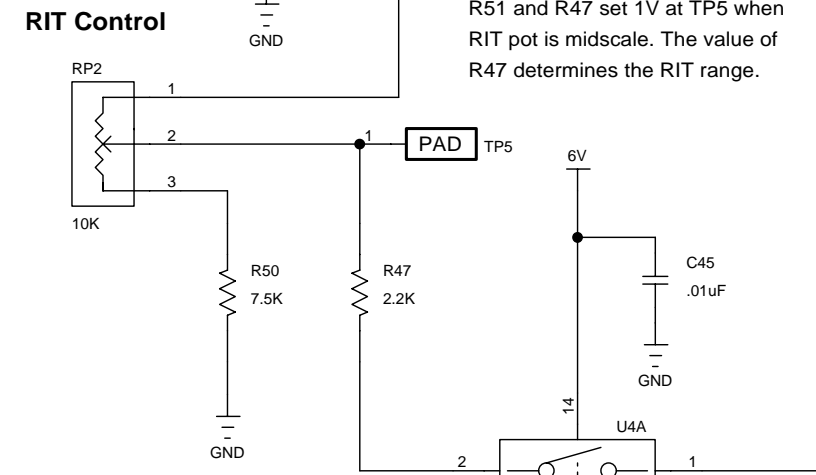 R51 and R47 set 1V at TP5 when
RIT Control
RIT pot is midscale. The value of
GND
R47 determines the RIT range.
RP2
1
2
1
PAD
TP5
6V
3
10K
R50
7.5K
R47
2.2K
C45
.01uF
GND
14
U4A
GND
2
1